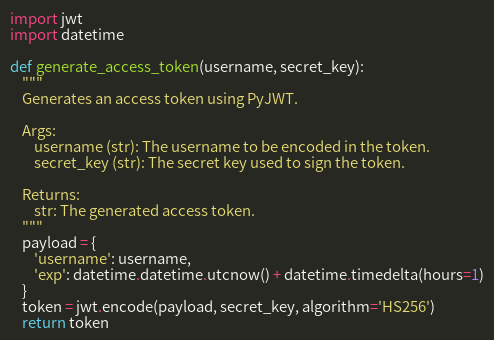 import jwt
import datetime

def generate_access_token(username, secret_key):
    """
    Generates an access token using PyJWT.

    Args:
        username (str): The username to be encoded in the token.
        secret_key (str): The secret key used to sign the token.

    Returns:
        str: The generated access token.
    """
    payload = {
        'username': username,
        'exp': datetime.datetime.utcnow() + datetime.timedelta(hours=1)
    }
    token = jwt.encode(payload, secret_key, algorithm='HS256')
    return token